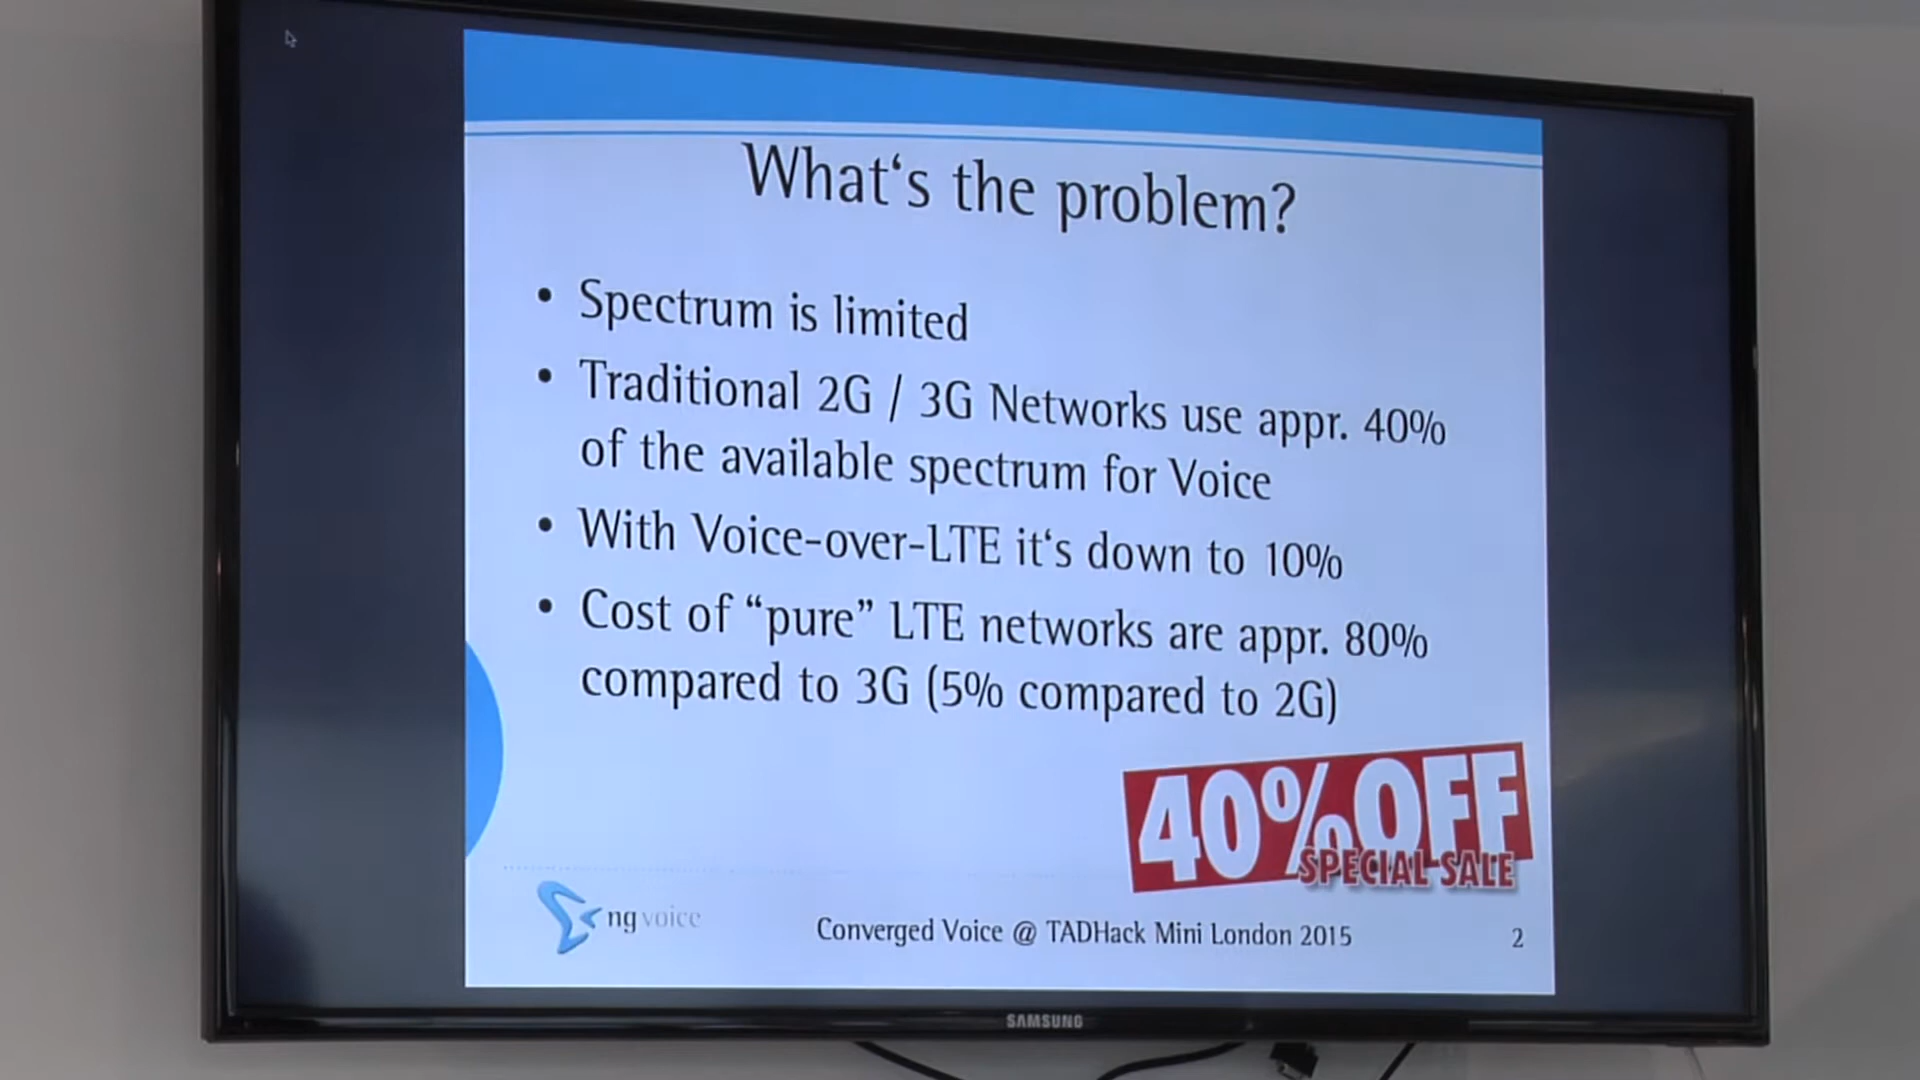 What‘s the problem?
• Spectrum is limited
• Traditional 2G / 3G Networks use appr. 40%
of the available spectrum for Voice
• With Voice-over-LTE it‘s down to 10%
• Cost of “pure” LTE networks are appr. 80%
compared to 3G (5% compared to 2G)
40% OFF
SPECIAL SALE
ng voice
Converged Voice @ TADHack Mini London 2015
2
SAMSUNG